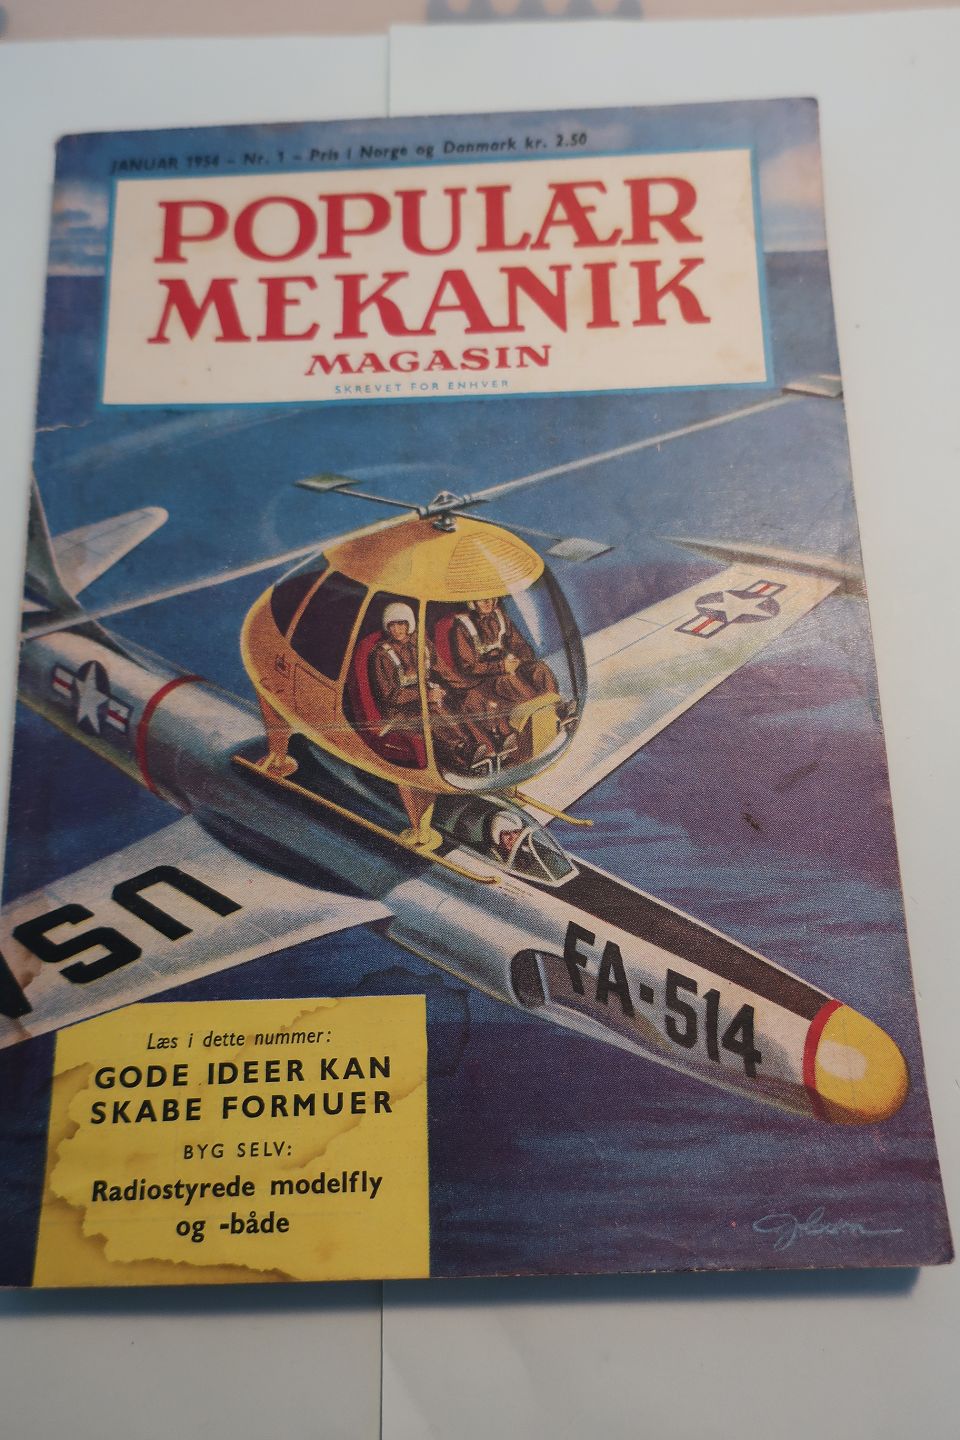 JANUAR 1954 - Nr. 1 - Pris i Norge og Danmark kr. 2.50
POPULÆR
MEKANIK
MAGASIN
SKREVET FOR ENHVER
USA
FA-514
Læs i dette nummer:
GODE IDEER KAN
SKABE FORMUER
BYG SELV:
Radiostyrede modelfly
og -både